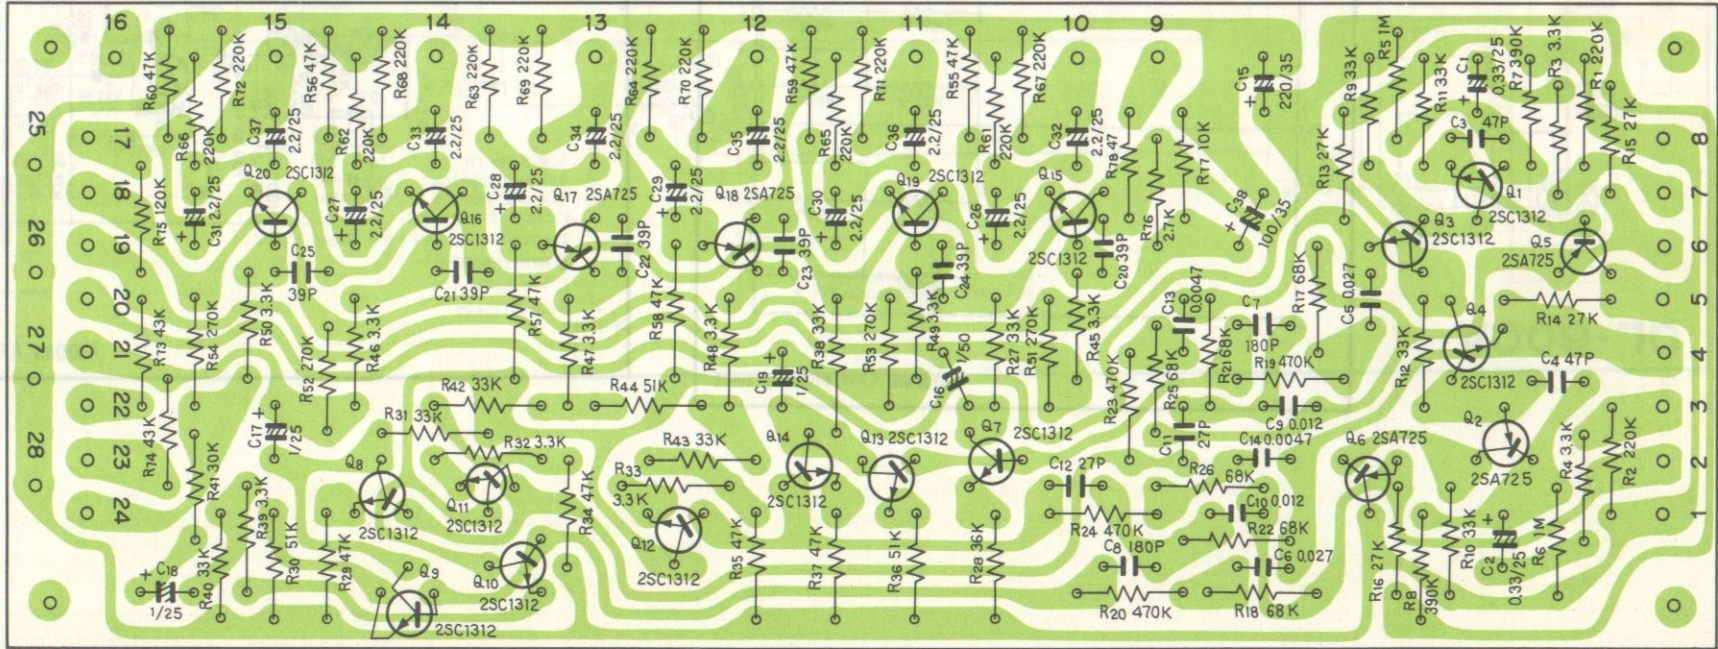 16
15
14
13
12
11
10
9
R60 47K
R72 220K
R56 47K
R68 220K
R63 220K
R69 220K
R64 220K
R70 220K
R59 47K
R71 220K
R55 47K
R67 220K
C15
220/35
R9 33K
R5 1M
R11 33K
C1
0.33/25
R7 390K
R3 3.3K
R1 220K
25
17
R66
220K
C37
2.2/25
R62
220K
C33
2.2/25
C34
2.2/25
C35
2.2/25
R65
220K
C36
2.2/25
R61
220K
C32
2.2/25
R78 47
R77 10K
C3 47P
R13 27K
R15 27K
8
18
R15 120K
C31 2.2/25
Q20 2SC1312
C27
2.2/25
Q16
2SC1312
C28
2.2/25
Q17 2SA725
C29
2.2/25
Q18 2SA725
C30
2.2/25
Q19 2SC1312
C26
2.2/25
Q15
2SC1312
R76
2.7K
C38
100/35
Q1
2SC1312
7
26
19
C25
39P
C21 39P
C22 39P
C23 39P
C24 39P
C20 39P
Q3
2SC1312
Q5
2SA725
6
20
R73 43K
R54 270K
R50 3.3K
R52 270K
R46 3.3K
R57 47K
R47 3.3K
R58 47K
R48 3.3K
C19
1/25
R38 33K
R53 270K
R49 3.3K
C16
1/50
R27 33K
R51 270K
R45 3.3K
R23 470K
R25 68K
C13
0.0047
R21 68K
C7
180P
R17 68K
C5 0.027
R19 470K
R12 33K
Q4
2SC1312
R14 27K
5
27
21
C4 47P
4
22
R74 43K
C17
1/25
R31 33K
R42 33K
R44 51K
R32 3.3K
C11
27P
C9 0.012
3
28
23
R41 30K
Q8
2SC1312
Q11
2SC1312
R43 33K
R33
3.3K
Q14
2SC1312
Q13 2SC1312
Q7
2SC1312
C12 27P
C14 0.0047
R26
68K
Q6 2SA725
Q2
2SA725
R4 3.3K
R2 220K
2
24
R39 3.3K
R34 47K
R24 470K
C10 0.012
R22 68K
1
C18
1/25
R40 33K
R30 51K
R29 47K
Q9
2SC1312
Q10
2SC1312
Q12
2SC1312
R35 47K
R37 47K
R36 51K
R28 36K
C8 180P
R20 470K
C6 0.027
R18 68K
R16 27K
R8
390K
R10 33K
C2
0.33/25
R6 1M